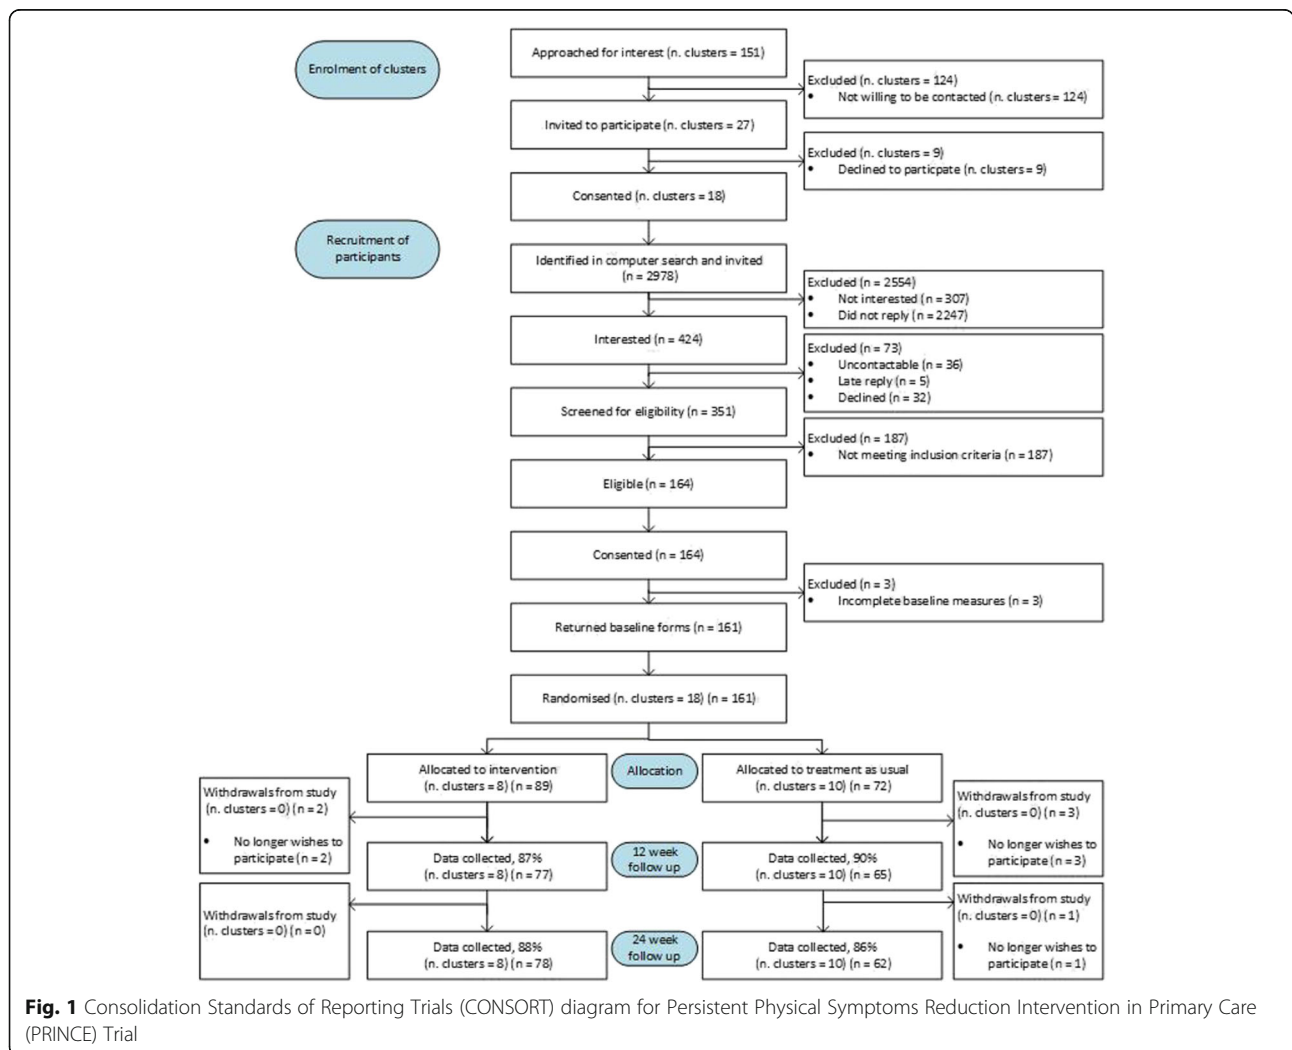 Enrolment of clusters
Approached for interest (n. clusters = 151)
Excluded (n. clusters = 124)
• Not willing to be contacted (n. clusters = 124)
Invited to participate (n. clusters = 27)
Excluded (n. clusters = 9)
• Declined to particpate (n. clusters = 9)
Consented (n. clusters = 18)
Recruitment of
participants
Identified in computer search and invited
(n = 2978)
Excluded (n = 2554)
• Not interested (n = 307)
• Did not reply (n = 2247)
Interested (n = 424)
Excluded (n = 73)
• Uncontactable (n = 36)
• Late reply (n = 5)
• Declined (n = 32)
Screened for eligibility (n = 351)
Excluded (n = 187)
• Not meeting inclusion criteria (n = 187)
Eligible (n = 164)
Consented (n = 164)
Excluded (n = 3)
• Incomplete baseline measures (n = 3)
Returned baseline forms (n = 161)
Randomised (n. clusters = 18) (n = 161)
Allocated to intervention
(n. clusters = 8) (n = 89)
Allocation
Allocated to treatment as usual
(n. clusters = 10) (n = 72)
Withdrawals from study
(n. clusters = 0) (n = 2)
• No longer wishes to
participate (n = 2)
Withdrawals from study
(n. clusters = 0) (n = 3)
• No longer wishes to
participate (n = 3)
Data collected, 87%
(n. clusters = 8) (n = 77)
12 week
follow up
Data collected, 90%
(n. clusters = 10) (n = 65)
Withdrawals from study
(n. clusters = 0) (n = 0)
Withdrawals from study
(n. clusters = 0) (n = 1)
• No longer wishes to
participate (n = 1)
Data collected, 88%
(n. clusters = 8) (n = 78)
24 week
follow up
Data collected, 86%
(n. clusters = 10) (n = 62)
Fig. 1 Consolidation Standards of Reporting Trials (CONSORT) diagram for Persistent Physical Symptoms Reduction Intervention in Primary Care
(PRINCE) Trial